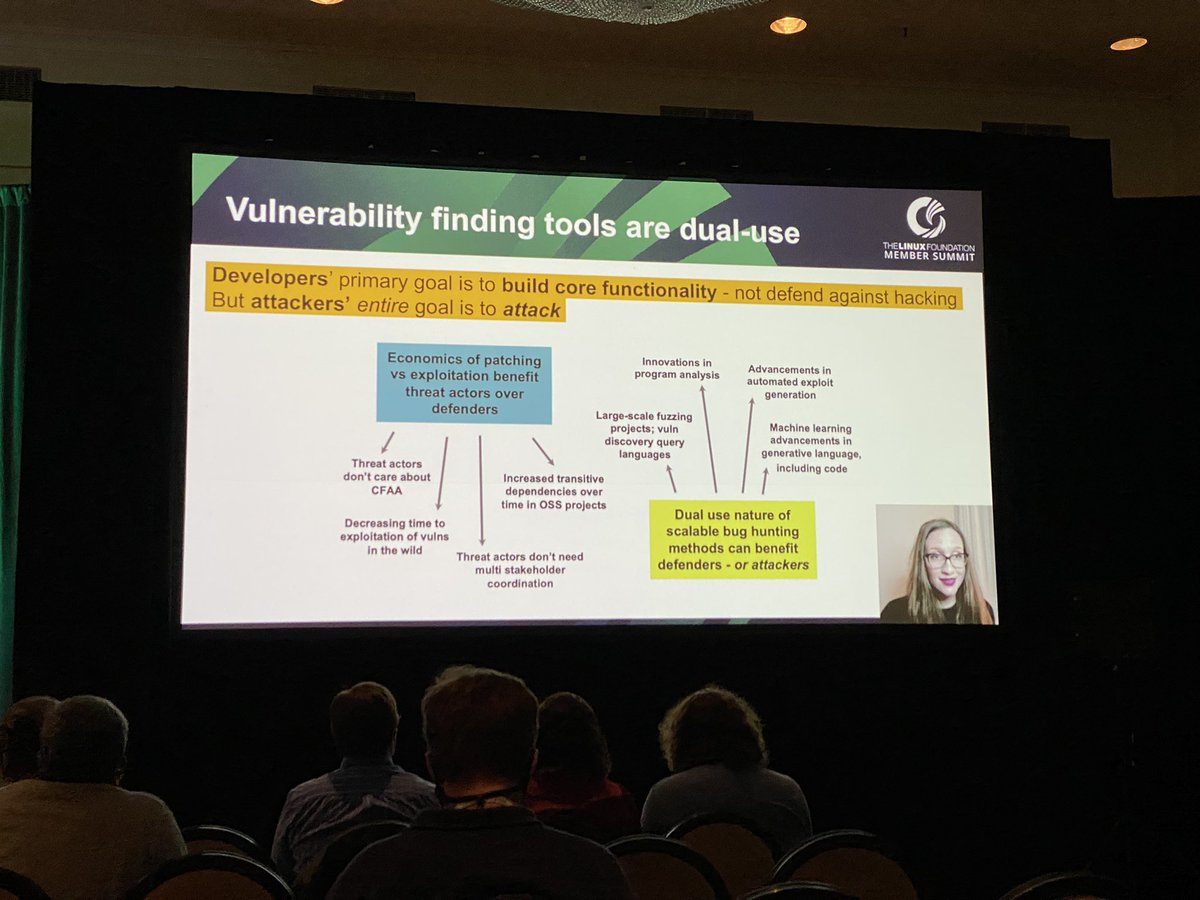 Vulnerability finding tools are dual-use
THE LINUX FOUNDATION
MEMBER SUMMIT
Developers' primary goal is to build core functionality - not defend against hacking
But attackers' entire goal is to attack
Economics of patching
vs exploitation benefit
threat actors over
defenders
Threat actors
don't care about
CFAA
Decreasing time to
exploitation of vulns
in the wild
Threat actors don't need
multi stakeholder
coordination
Increased transitive
dependencies over
time in OSS projects
Innovations in
program analysis
Advancements in
automated exploit
generation
Large-scale fuzzing
projects; vuln
discovery query
languages
Machine learning
advancements in
generative language,
including code
Dual use nature of
scalable bug hunting
methods can benefit
defenders - or attackers